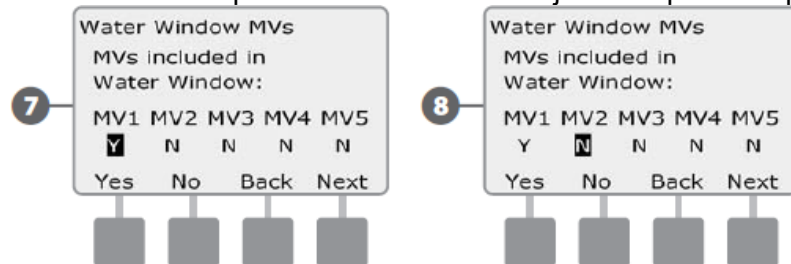 Water Window MVs
MVs included in
Water Window:
7
MV1 MV2 MV3 MV4 MV5
Y N N N N
Yes No Back Next
Water Window MVs
MVs included in
Water Window:
8
MV1 MV2 MV3 MV4 MV5
Y N N N N
Yes No Back Next